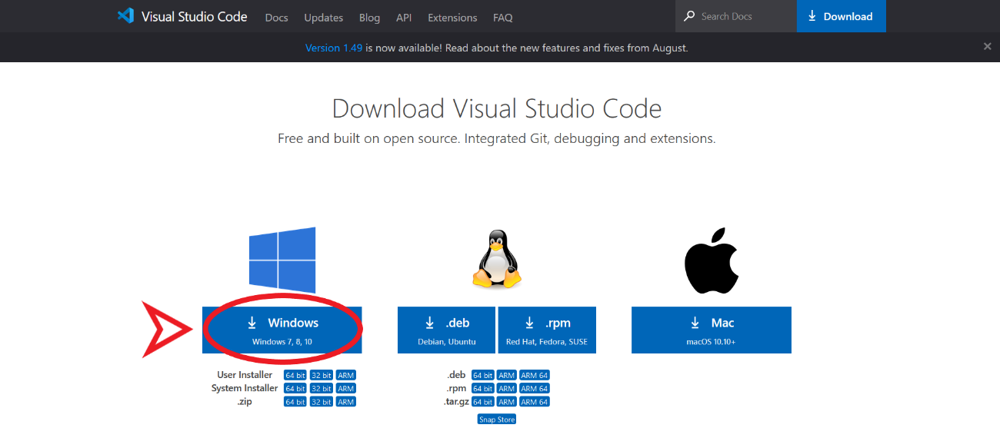 Visual Studio Code Docs Updates Blog API Extensions FAQ Search Docs Download
Version 1.49 is now available! Read about the new features and fixes from August.
Download Visual Studio Code
Free and built on open source. Integrated Git, debugging and extensions.
Windows
Windows 7, 8, 10
.deb
Debian, Ubuntu
.rpm
Red Hat, Fedora, SUSE
Mac
macOS 10.10+
User Installer 64 bit 32 bit ARM
System Installer 64 bit 32 bit ARM
.zip 64 bit 32 bit ARM
.deb 64 bit ARM ARM 64
.rpm 64 bit ARM ARM 64
.tar.gz 64 bit ARM ARM 64
Snap Store